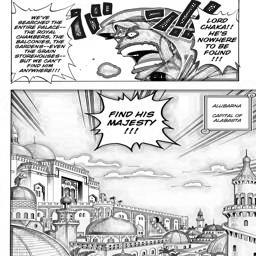 LORD
CHAKA!!
HE'S
NOWHERE
TO BE
FOUND
!!!
WE'VE
SEARCHED THE
ENTIRE PALACE--
THE ROYAL
CHAMBERS, THE
BALCONIES, THE
GARDENS--EVEN
THE GRAIN
STOREHOUSES--
BUT WE CAN'T
FIND HIM
ANYWHERE!!!
FIND HIS
MAJESTY
!!!
ALUBARNA
CAPITAL OF
ALABASTA